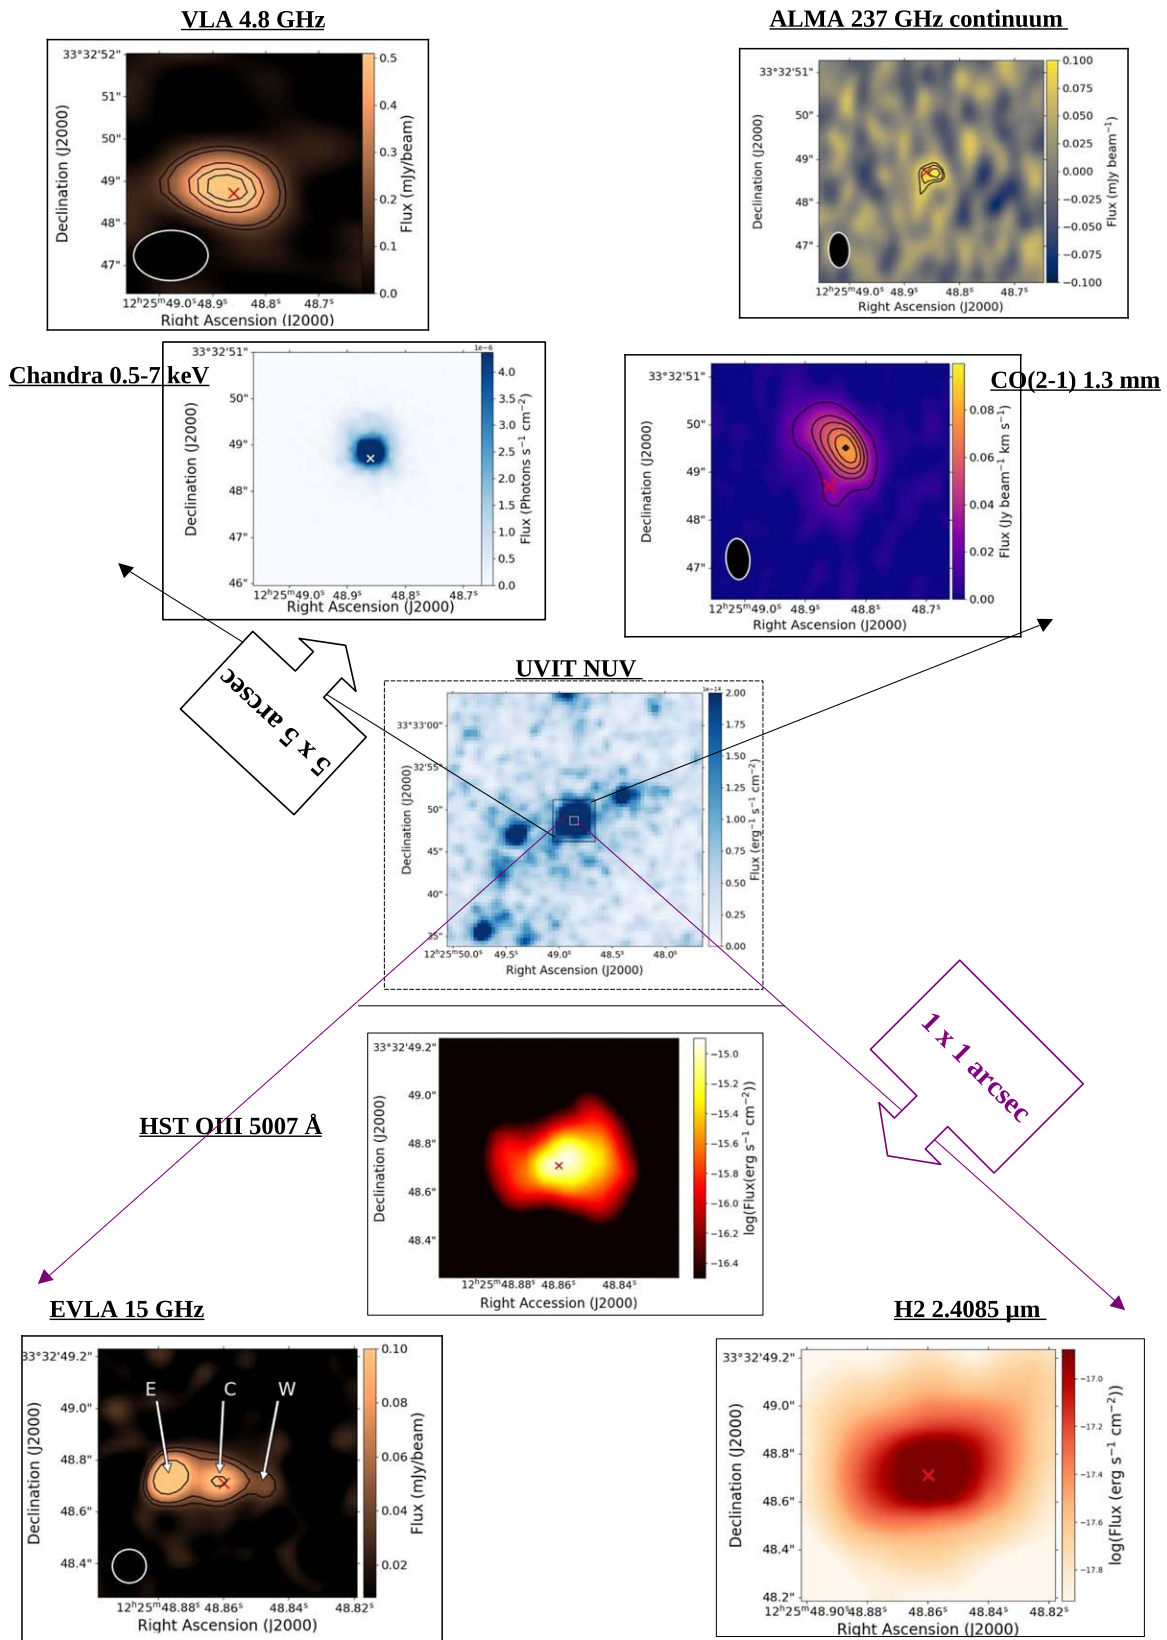 VLA 4.8 GHz
ALMA 237 GHz continuum
33°32'52"
51"
50"
49"
48"
47"
Declination (J2000)
12ʰ25ᵐ49.0ˢ 48.9ˢ 48.8ˢ 48.7ˢ
Right Ascension (J2000)
0.5
0.4
0.3
0.2
0.1
0.0
Flux (mJy/beam)
33°32'51"
50"
49"
48"
47"
Declination (J2000)
12ʰ25ᵐ49.0ˢ 48.9ˢ 48.8ˢ 48.7ˢ
Right Ascension (J2000)
0.100
0.075
0.050
0.025
0.000
−0.025
−0.050
−0.075
−0.100
Flux (mJy beam⁻¹)
Chandra 0.5-7 keV
33°32'51"
50"
49"
48"
47"
46"
Declination (J2000)
12ʰ25ᵐ49.0ˢ 48.9ˢ 48.8ˢ 48.7ˢ
Right Ascension (J2000)
1e−6
4.0
3.5
3.0
2.5
2.0
1.5
1.0
0.5
0.0
Flux (Photons s⁻¹ cm⁻²)
CO(2-1) 1.3 mm
33°32'51"
50"
49"
48"
47"
Declination (J2000)
12ʰ25ᵐ49.0ˢ 48.9ˢ 48.8ˢ 48.7ˢ
Right Ascension (J2000)
0.08
0.06
0.04
0.02
0.00
Flux (Jy beam⁻¹ km s⁻¹)
5 x 5 arcsec
UVIT NUV
33°33'00"
32'55"
50"
45"
40"
35"
Declination (J2000)
12ʰ25ᵐ50.0ˢ 49.5ˢ 49.0ˢ 48.5ˢ 48.0ˢ
Right Ascension (J2000)
1e−14
2.00
1.75
1.50
1.25
1.00
0.75
0.50
0.25
0.00
Flux (erg⁻¹ s⁻¹ cm⁻²)
1 x 1 arcsec
HST OIII 5007 Å
33°32'49.2"
49.0"
48.8"
48.6"
48.4"
Declination (J2000)
12ʰ25ᵐ48.88ˢ 48.86ˢ 48.84ˢ
Right Accession (J2000)
−15.0
−15.2
−15.4
−15.6
−15.8
−16.0
−16.2
−16.4
log(Flux(erg s⁻¹ cm⁻²))
EVLA 15 GHz
33°32'49.2"
49.0"
48.8"
48.6"
48.4"
Declination (J2000)
E C W
12ʰ25ᵐ48.88ˢ 48.86ˢ 48.84ˢ 48.82ˢ
Right Ascension (J2000)
0.10
0.08
0.06
0.04
0.02
Flux (mJy/beam)
H2 2.4085 μm
33°32'49.2"
49.0"
48.8"
48.6"
48.4"
48.2"
Declination (J2000)
12ʰ25ᵐ48.90ˢ48.88ˢ 48.86ˢ 48.84ˢ 48.82ˢ
Right Ascension (J2000)
−17.0
−17.2
−17.4
−17.6
−17.8
log(Flux (erg s⁻¹ cm⁻²))